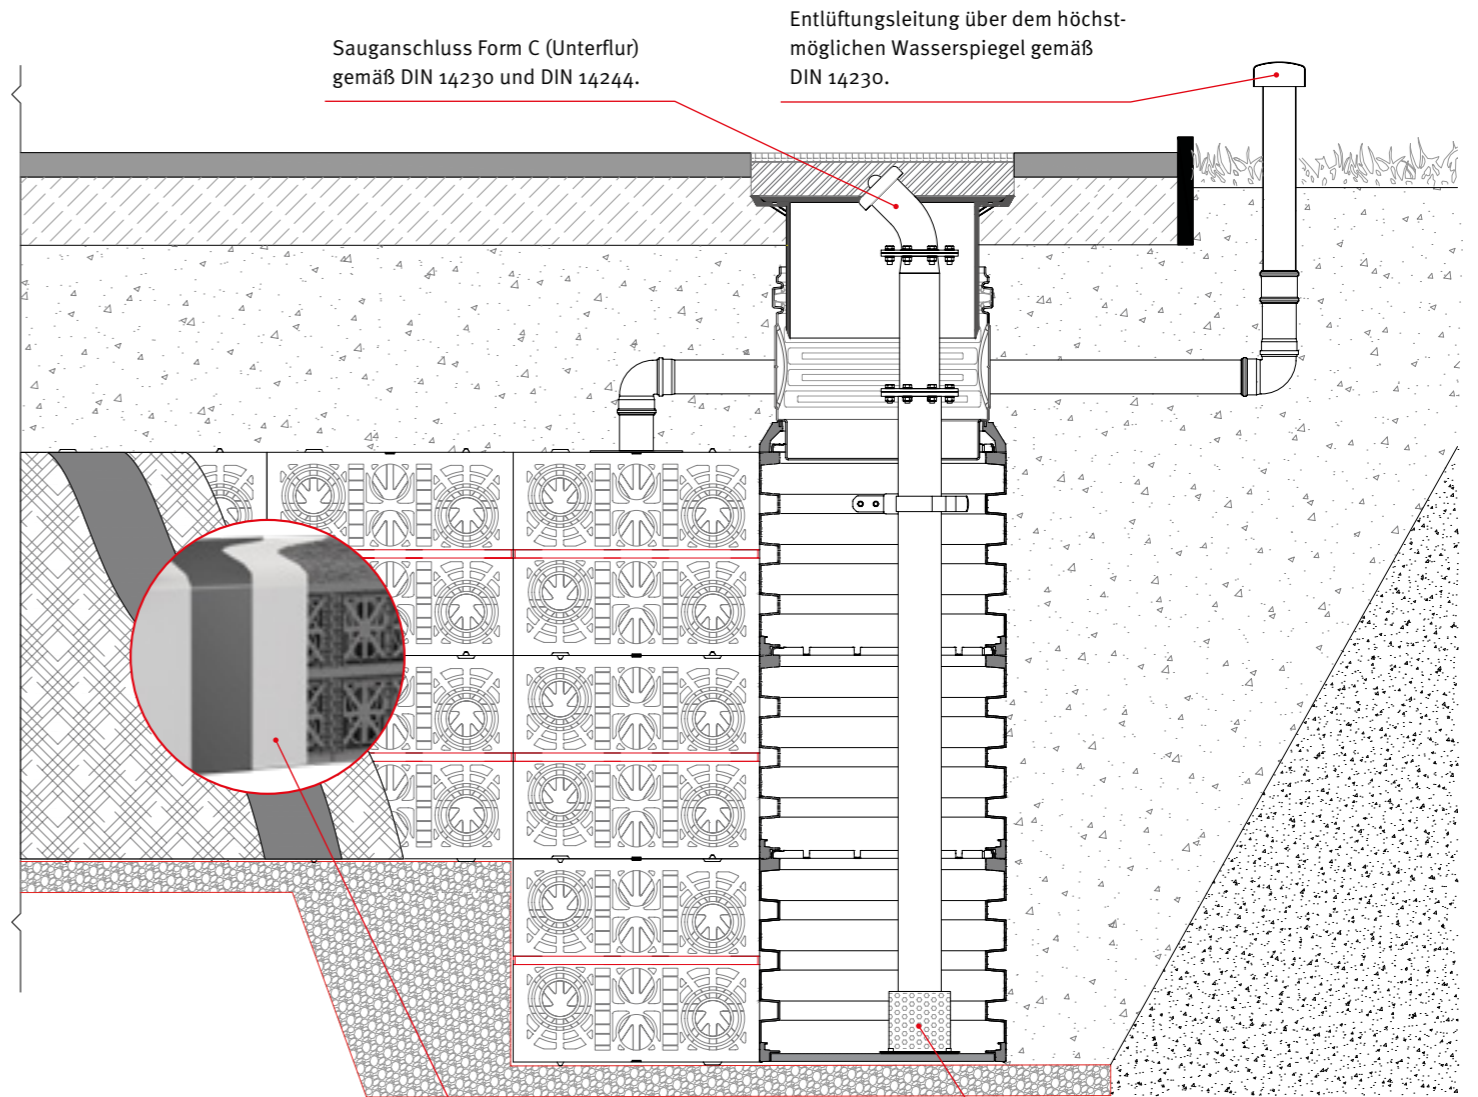 Sauganschluss Form C (Unterflur)
gemäß DIN 14230 und DIN 14244.
Entlüftungsleitung über dem höchst-
möglichen Wasserspiegel gemäß
DIN 14230.